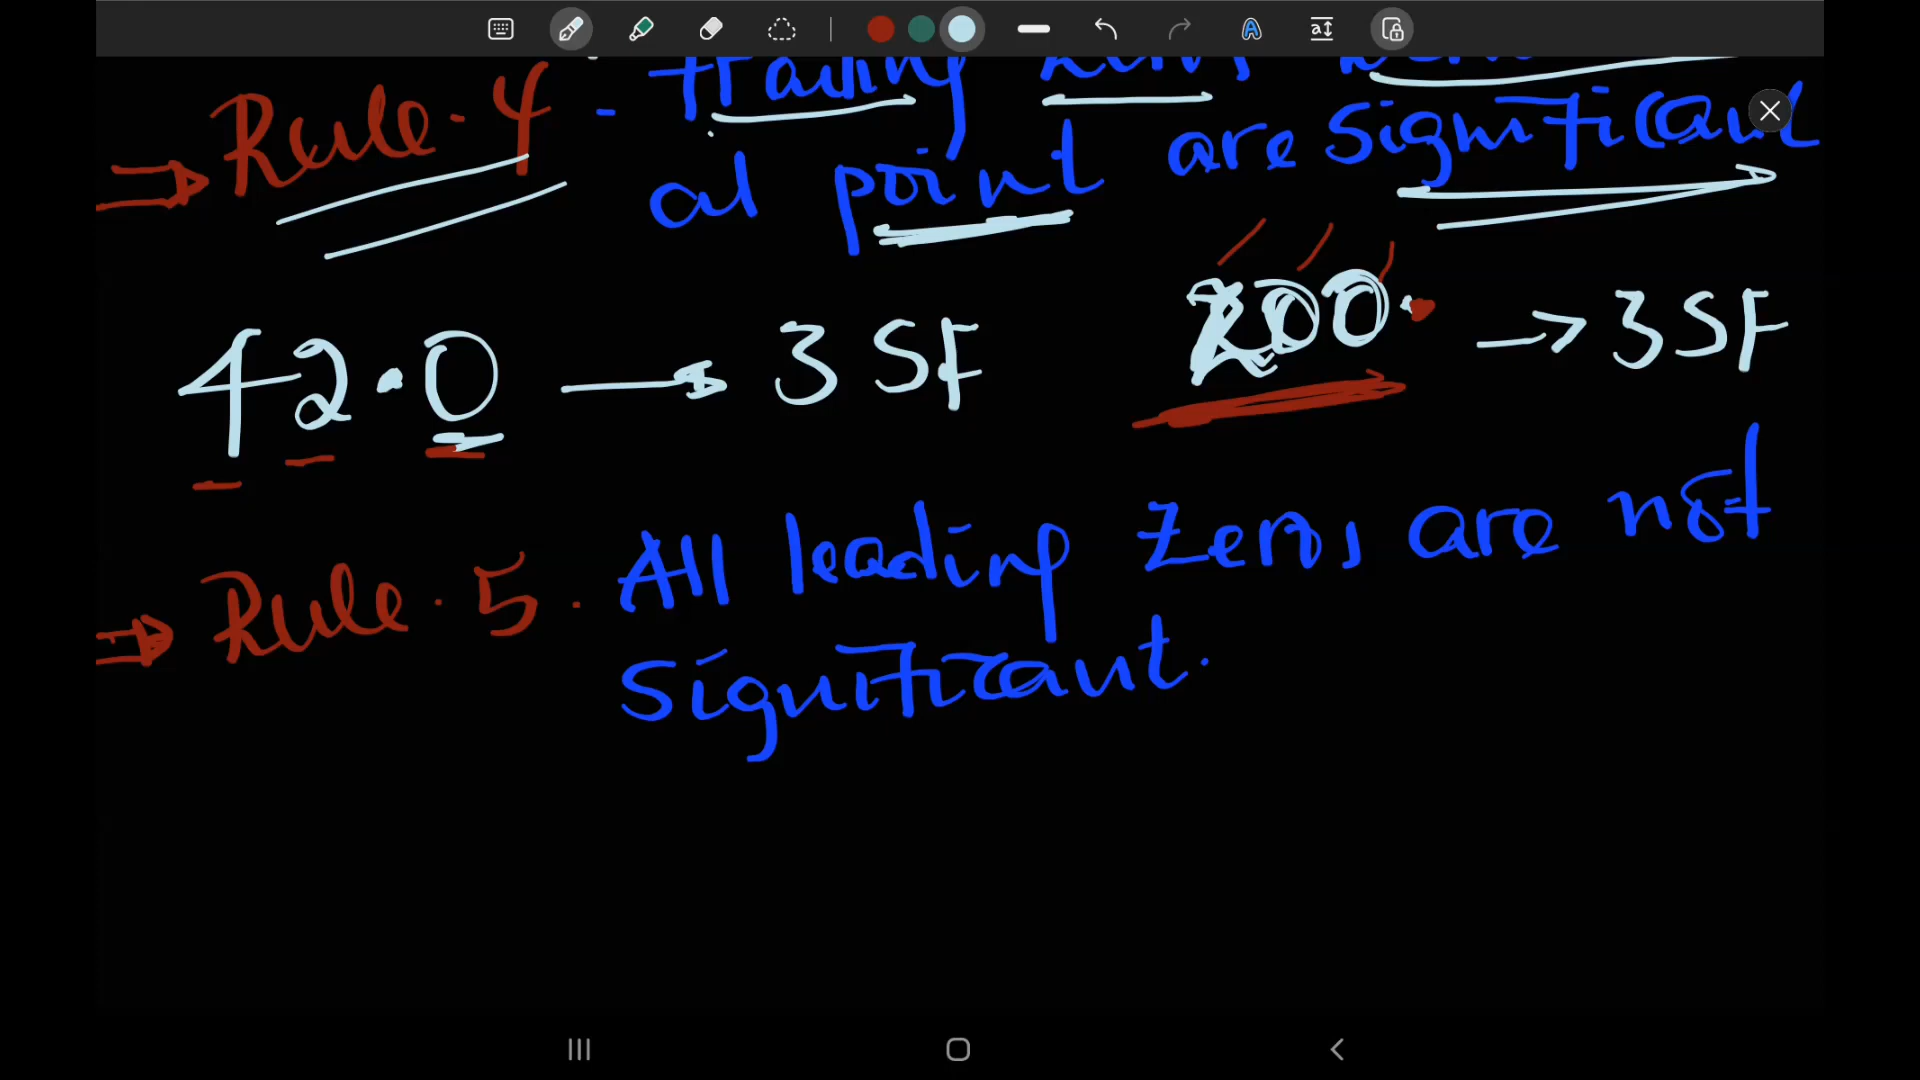 Rule.4 - trailing zeros
al point are significant
42.0 → 3 SF
200. → 3 SF
Rule.5. All leading zeros are not
significant.